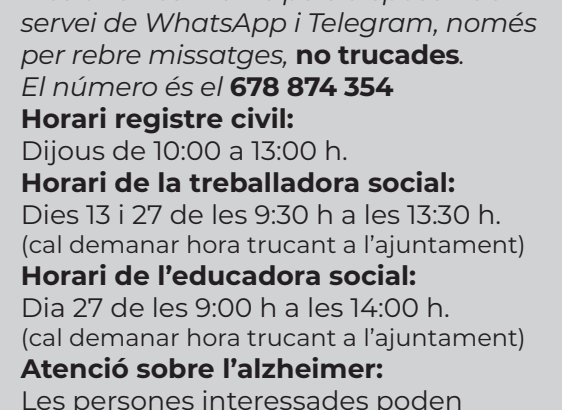 servei de WhatsApp i Telegram, només
per rebre missatges, no trucades.
El número és el 678 874 354
Horari registre civil:
Dijous de 10:00 a 13:00 h.
Horari de la treballadora social:
Dies 13 i 27 de les 9:30 h a les 13:30 h.
(cal demanar hora trucant a l’ajuntament)
Horari de l’educadora social:
Dia 27 de les 9:00 h a les 14:00 h.
(cal demanar hora trucant a l’ajuntament)
Atenció sobre l’alzheimer:
Les persones interessades poden